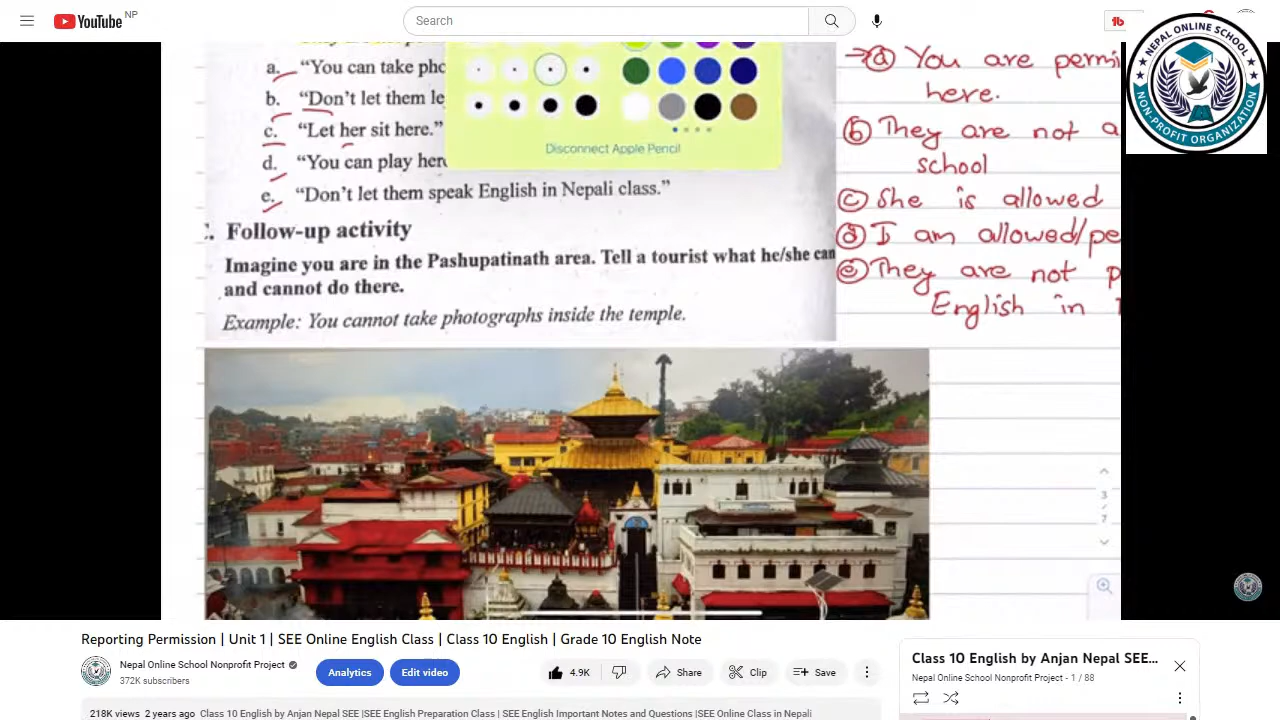 NP
YouTube
Search
NEPAL ONLINE SCHOOL
NON-PROFIT ORGANIZATION
a. "You can take
b. "Don't let them
c. "Let her sit here."
d. "You can play
e. "Don't let them speak English in Nepali class."
Disconnect Apple Pencil
Follow-up activity
Imagine you are in the Pashupatinath area. Tell a tourist what he/she can
and cannot do there.
Example: You cannot take photographs inside the temple.
→ⓐ You are
here.
ⓑ They are not
school
ⓒ She is allowed
ⓓ I am allowed/
ⓔ They are not
English in
3
/
7
Reporting Permission | Unit 1 | SEE Online English Class | Class 10 English | Grade 10 English Note
Nepal Online School Nonprofit Project
372K subscribers
Analytics
Edit video
4.9K
Share
Clip
Save
218K views 2 years ago Class 10 English by Anjan Nepal SEE |SEE English Preparation Class | SEE English Important Notes and Questions |SEE Online Class in Nepali
Class 10 English by Anjan Nepal SEE...
Nepal Online School Nonprofit Project - 1 / 88